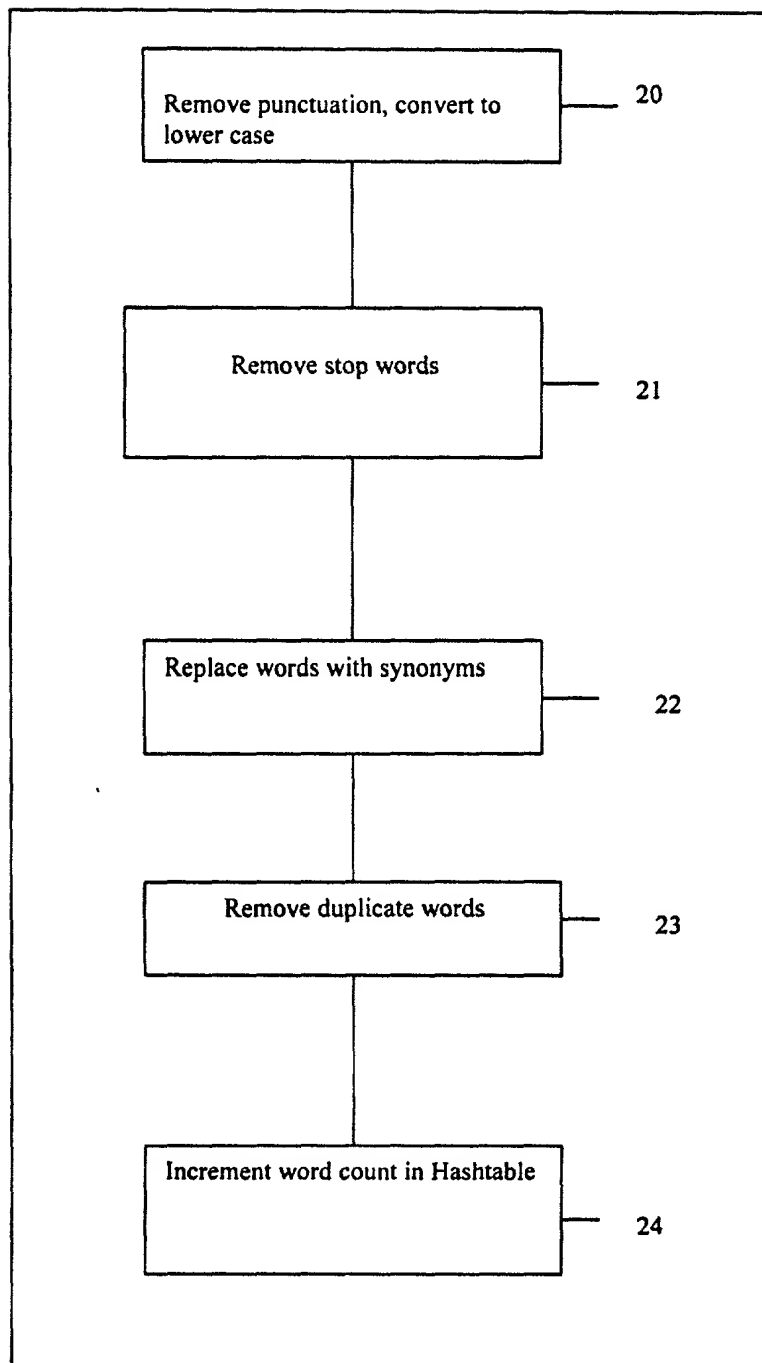 Remove punctuation, convert to
lower case
20
Remove stop words
21
Replace words with synonyms
22
Remove duplicate words
23
Increment word count in Hashtable
24